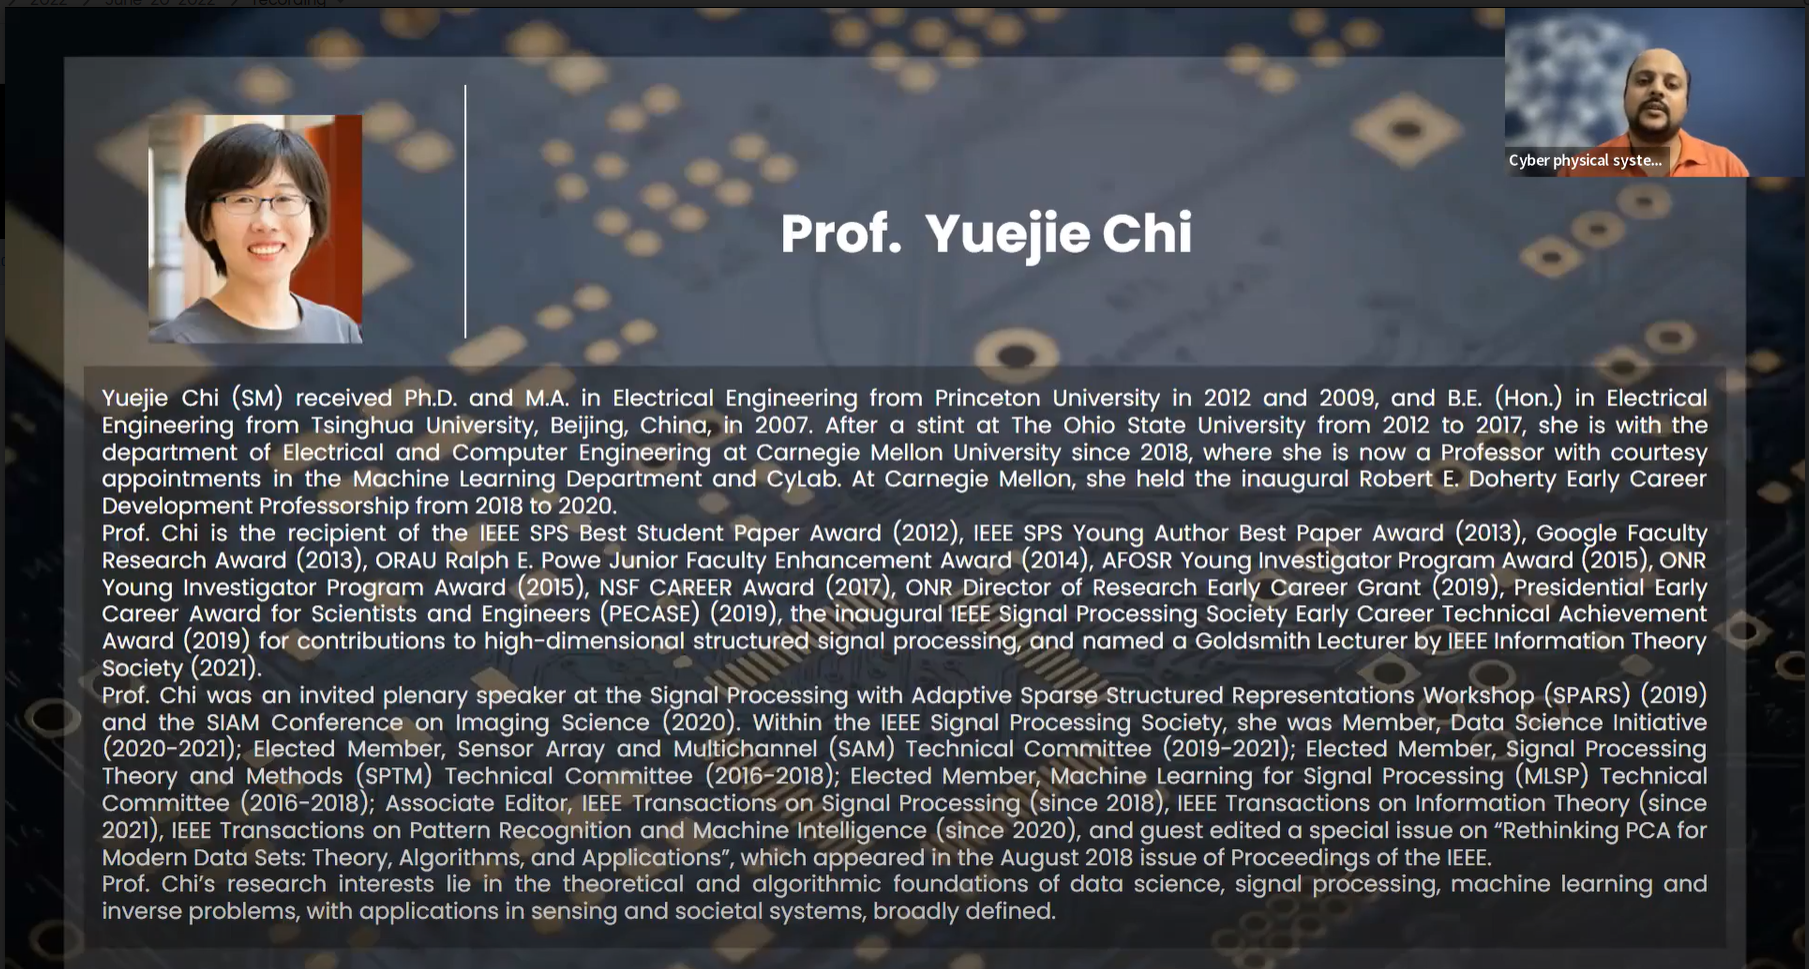 2022 > June-20-2022 > recording
Cyber physical syste...
Prof. Yuejie Chi
Yuejie Chi (SM) received Ph.D. and M.A. in Electrical Engineering from Princeton University in 2012 and 2009, and B.E. (Hon.) in Electrical
Engineering from Tsinghua University, Beijing, China, in 2007. After a stint at The Ohio State University from 2012 to 2017, she is with the
department of Electrical and Computer Engineering at Carnegie Mellon University since 2018, where she is now a Professor with courtesy
appointments in the Machine Learning Department and CyLab. At Carnegie Mellon, she held the inaugural Robert E. Doherty Early Career
Development Professorship from 2018 to 2020.
Prof. Chi is the recipient of the IEEE SPS Best Student Paper Award (2012), IEEE SPS Young Author Best Paper Award (2013), Google Faculty
Research Award (2013), ORAU Ralph E. Powe Junior Faculty Enhancement Award (2014), AFOSR Young Investigator Program Award (2015), ONR
Young Investigator Program Award (2015), NSF CAREER Award (2017), ONR Director of Research Early Career Grant (2019), Presidential Early
Career Award for Scientists and Engineers (PECASE) (2019), the inaugural IEEE Signal Processing Society Early Career Technical Achievement
Award (2019) for contributions to high-dimensional structured signal processing, and named a Goldsmith Lecturer by IEEE Information Theory
Society (2021).
Prof. Chi was an invited plenary speaker at the Signal Processing with Adaptive Sparse Structured Representations Workshop (SPARS) (2019)
and the SIAM Conference on Imaging Science (2020). Within the IEEE Signal Processing Society, she was Member, Data Science Initiative
(2020-2021); Elected Member, Sensor Array and Multichannel (SAM) Technical Committee (2019-2021); Elected Member, Signal Processing
Theory and Methods (SPTM) Technical Committee (2016-2018); Elected Member, Machine Learning for Signal Processing (MLSP) Technical
Committee (2016-2018); Associate Editor, IEEE Transactions on Signal Processing (since 2018), IEEE Transactions on Information Theory (since
2021), IEEE Transactions on Pattern Recognition and Machine Intelligence (since 2020), and guest edited a special issue on “Rethinking PCA for
Modern Data Sets: Theory, Algorithms, and Applications”, which appeared in the August 2018 issue of Proceedings of the IEEE.
Prof. Chi’s research interests lie in the theoretical and algorithmic foundations of data science, signal processing, machine learning and
inverse problems, with applications in sensing and societal systems, broadly defined.